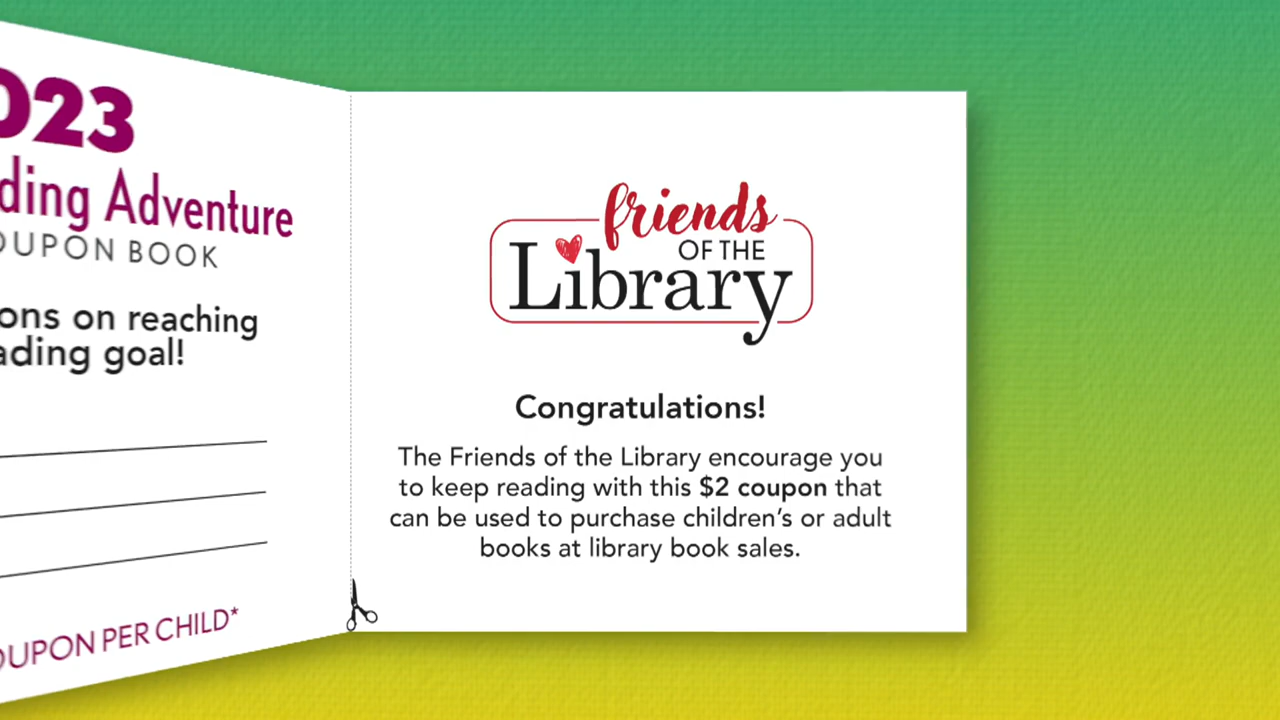 023
ding Adventure
OUPON BOOK
ons on reaching
ading goal!
OUPON PER CHILD*
friends
OF THE
Library
Congratulations!
The Friends of the Library encourage you
to keep reading with this $2 coupon that
can be used to purchase children’s or adult
books at library book sales.